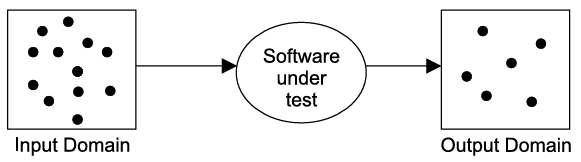 Software
under
test
Input Domain
Output Domain